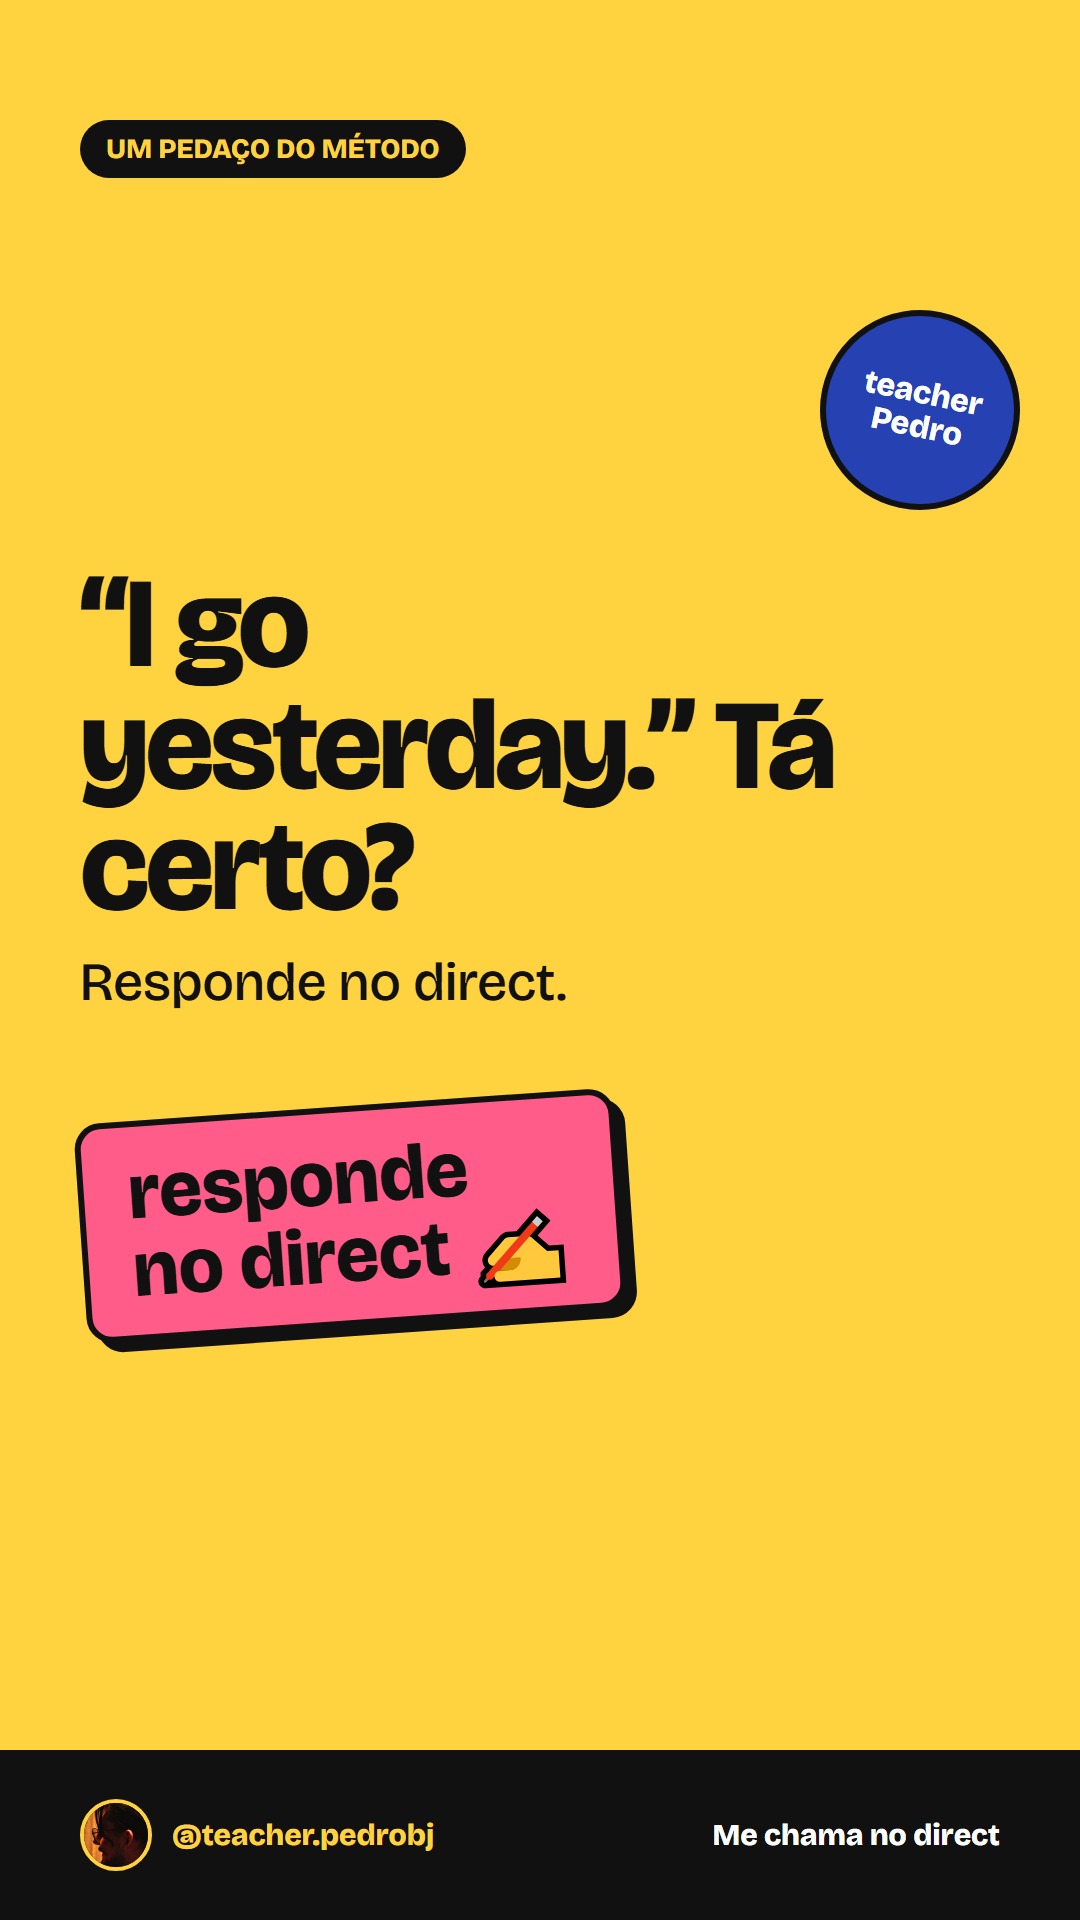 UM PEDAÇO DO MÉTODO
teacher
Pedro
“I go
yesterday.” Tá
certo?
Responde no direct.
responde
no direct ✍️
@teacher.pedrobj
Me chama no direct